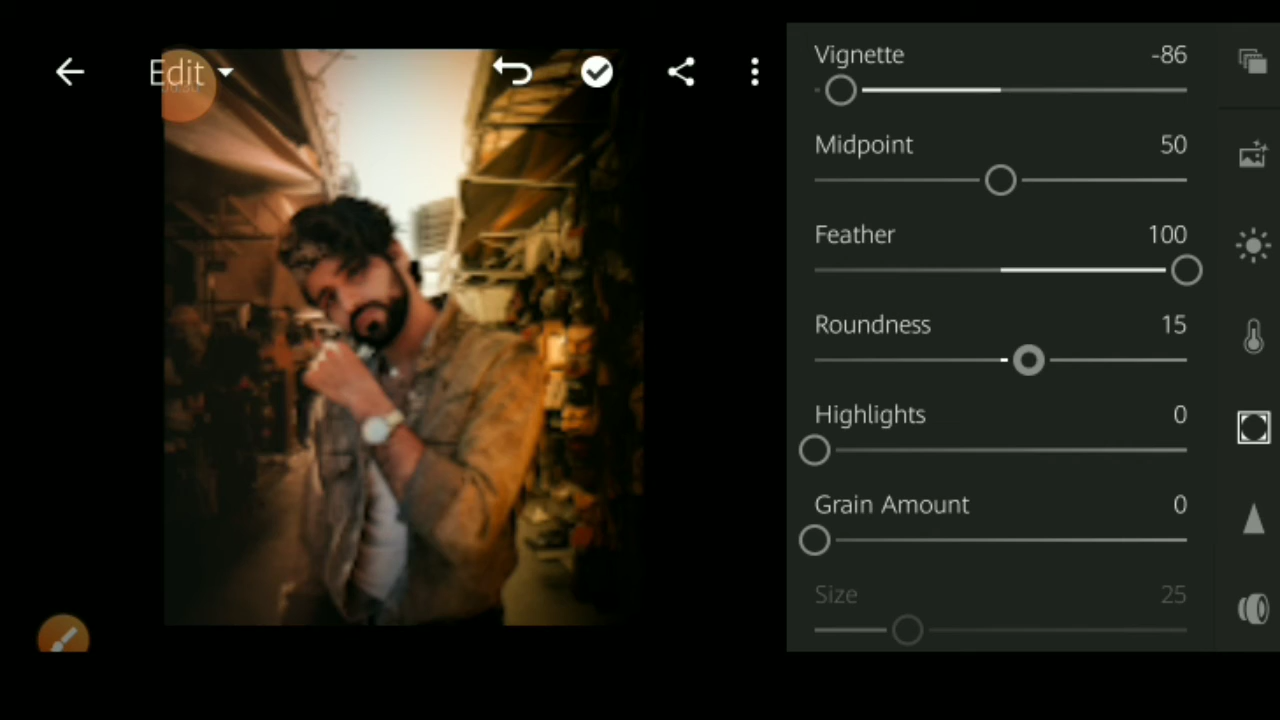 Edit
Vignette -86
Midpoint 50
Feather 100
Roundness 15
Highlights 0
Grain Amount 0
Size 25